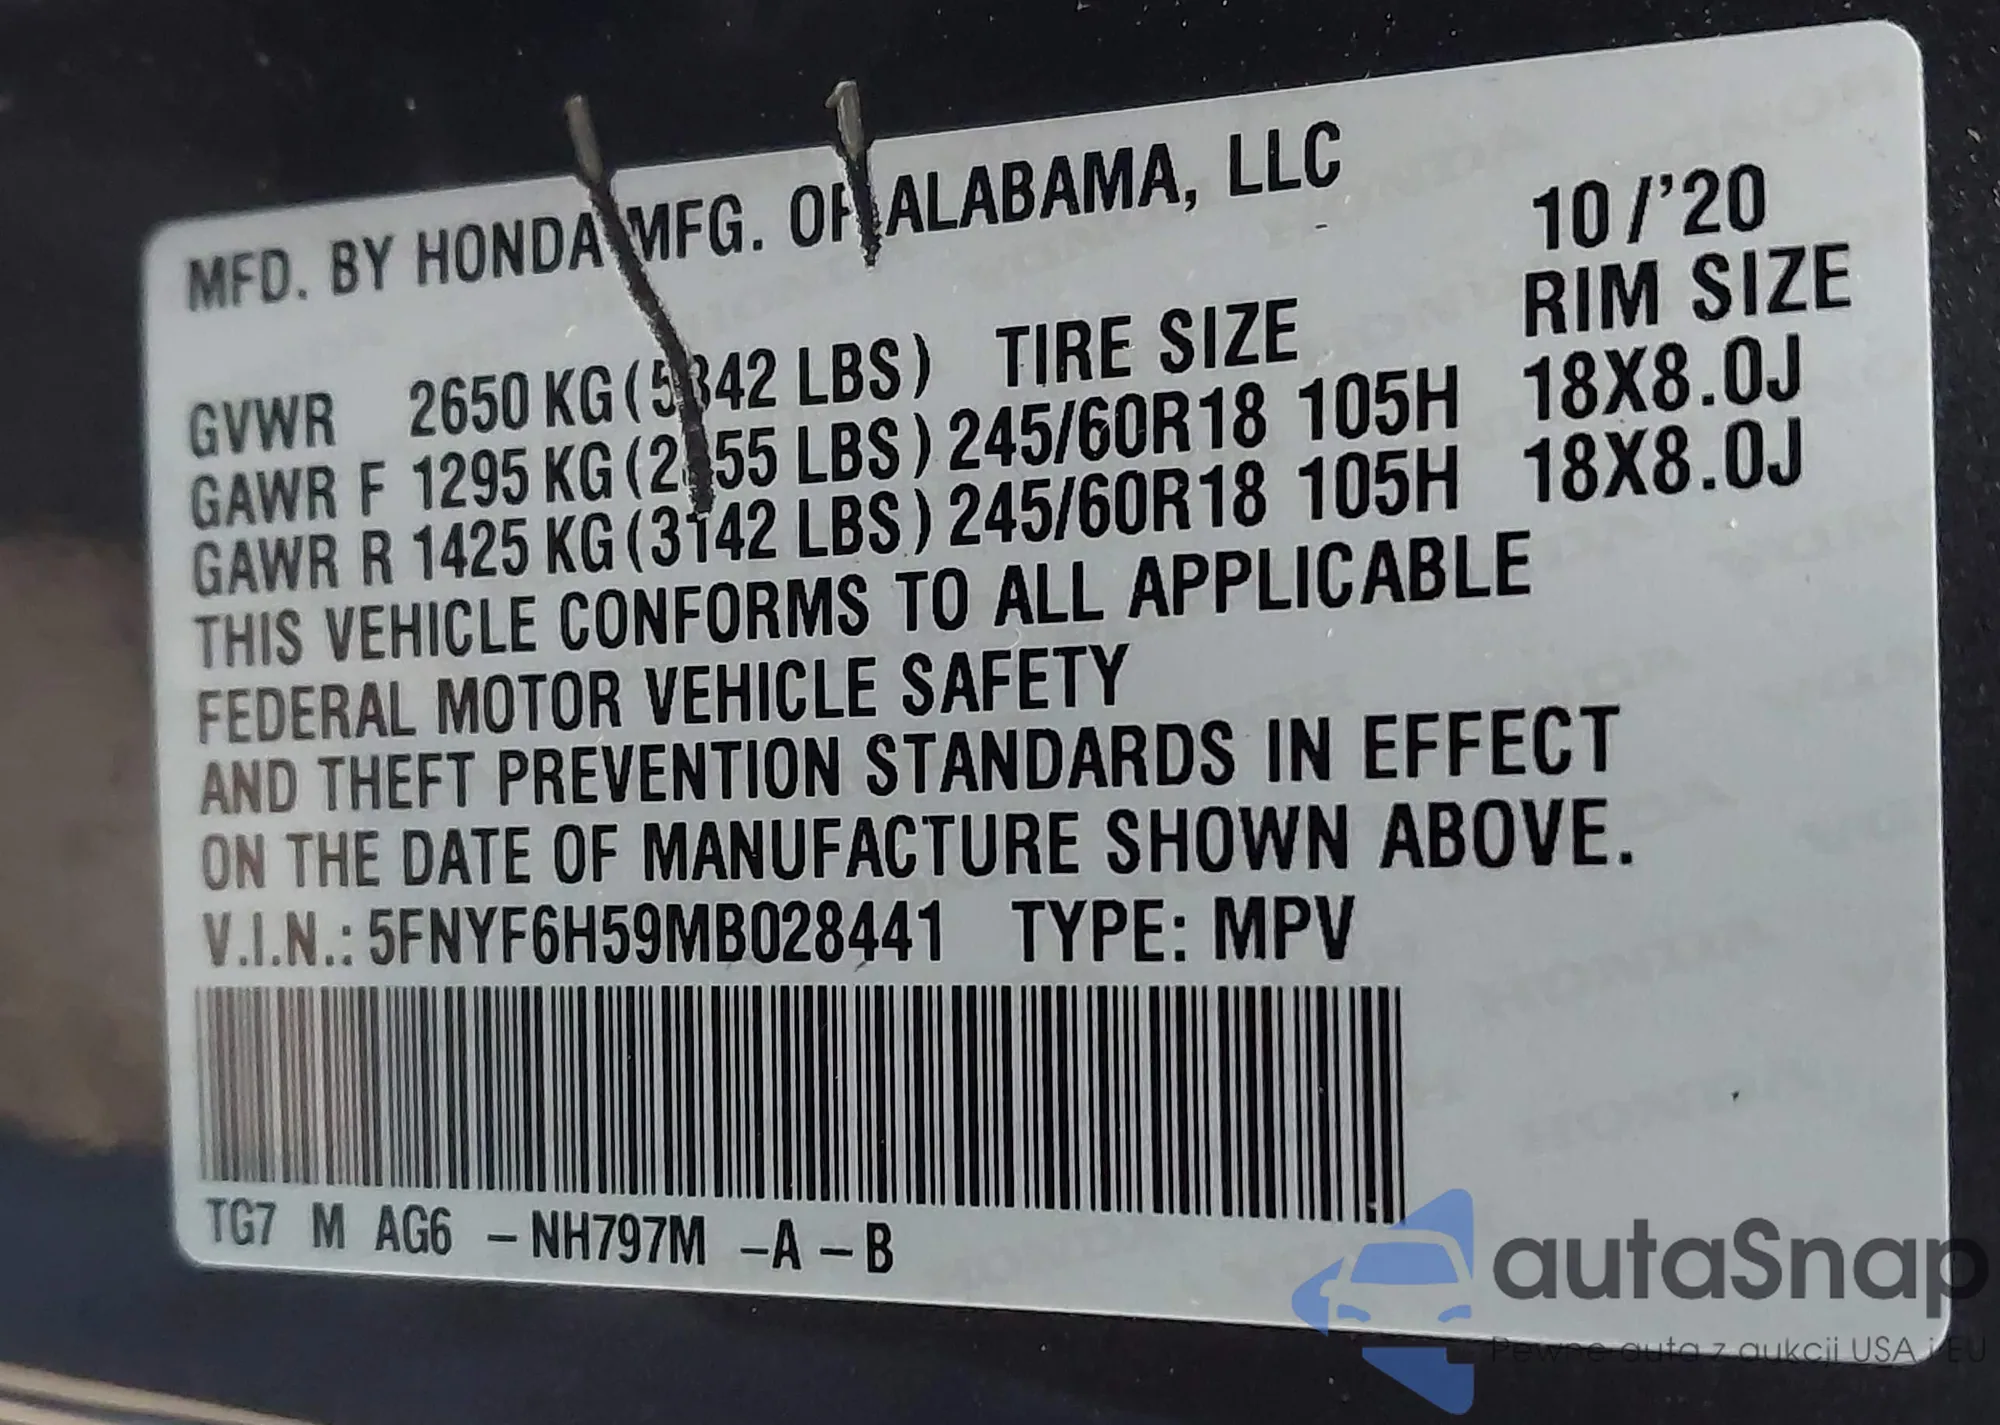 MFD. BY HONDA MFG. OF ALABAMA, LLC 10/'20
TIRE SIZE RIM SIZE
GVWR 2650 KG (5842 LBS)
GAWR F 1295 KG (2855 LBS) 245/60R18 105H 18X8.0J
GAWR R 1425 KG (3142 LBS) 245/60R18 105H 18X8.0J
THIS VEHICLE CONFORMS TO ALL APPLICABLE
FEDERAL MOTOR VEHICLE SAFETY
AND THEFT PREVENTION STANDARDS IN EFFECT
ON THE DATE OF MANUFACTURE SHOWN ABOVE.
V.I.N.: 5FNYF6H59MB028441 TYPE: MPV
TG7 M AG6 – NH797M – A – B
autaSnap
Pewne auta z aukcji USA i EU